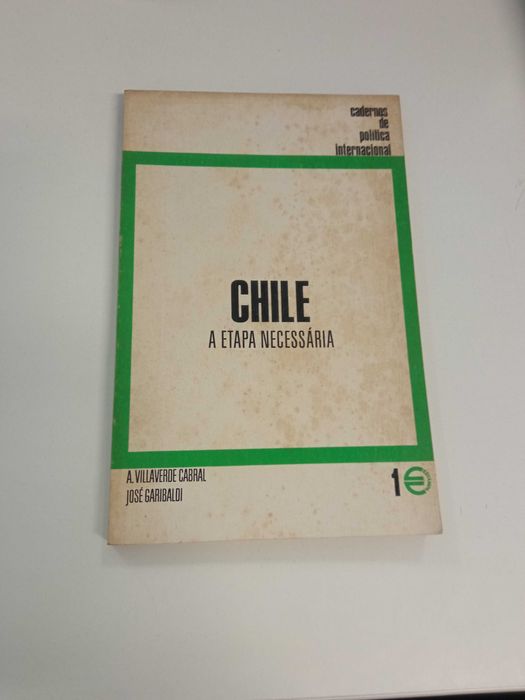 cadernos
de
política
internacional
CHILE
A ETAPA NECESSÁRIA
A. VILLAVERDE CABRAL
JOSÉ GARIBALDI
1